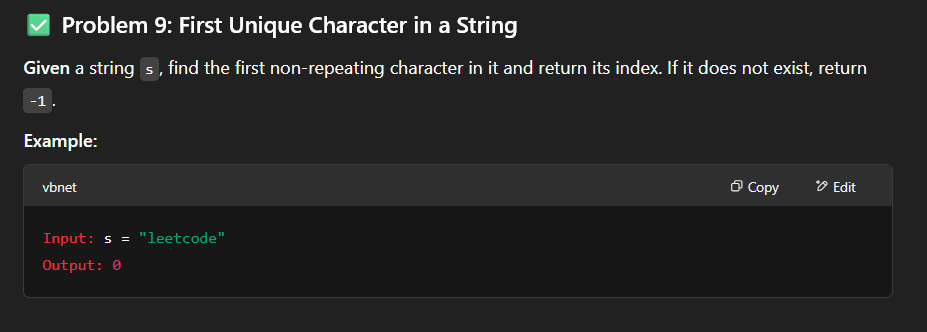 ✅ Problem 9: First Unique Character in a String
Given a string s, find the first non-repeating character in it and return its index. If it does not exist, return
-1.
Example:
vbnet Copy Edit
Input: s = "leetcode"
Output: 0